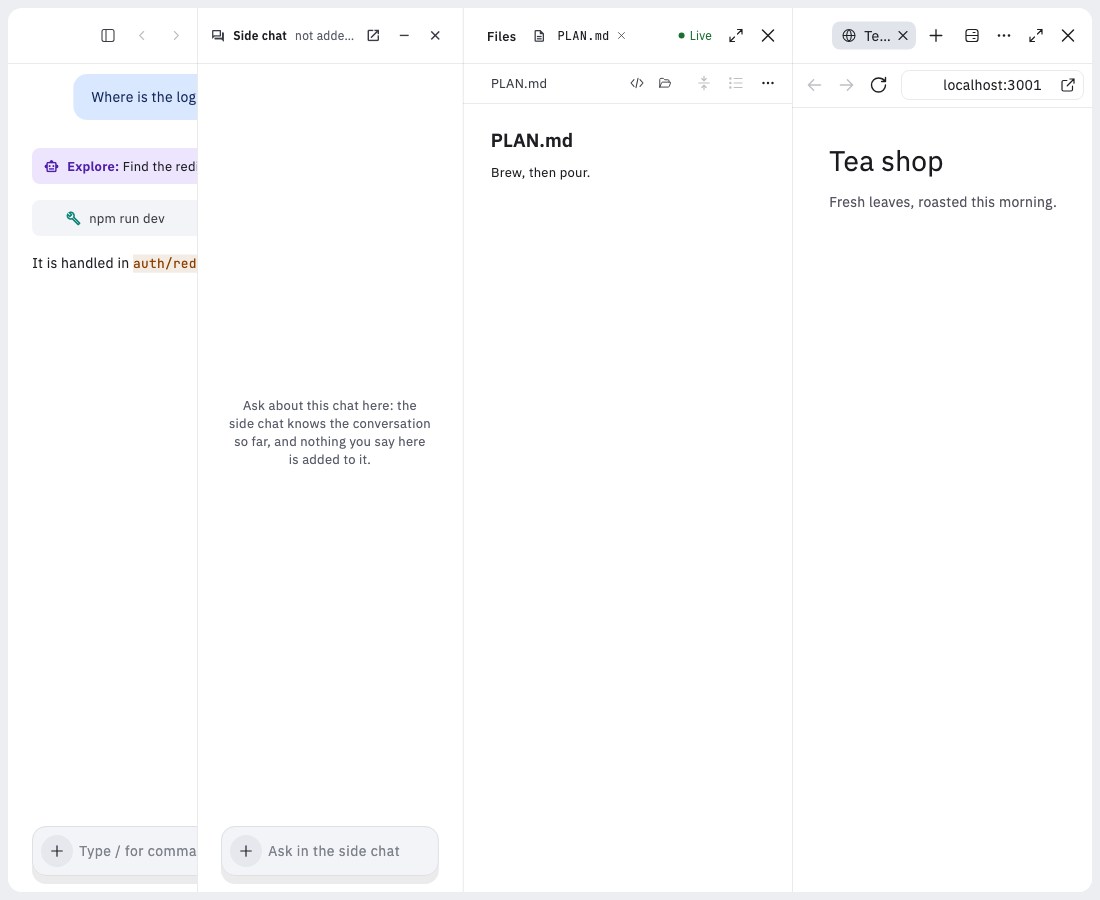 Where is the log
Explore: Find the redi
npm run dev
It is handled in auth/red
Type / for comma
Side chat not adde...
Ask about this chat here: the
side chat knows the conversation
so far, and nothing you say here
is added to it.
Ask in the side chat
Files PLAN.md Live
PLAN.md
PLAN.md
Brew, then pour.
Te...
localhost:3001
Tea shop
Fresh leaves, roasted this morning.